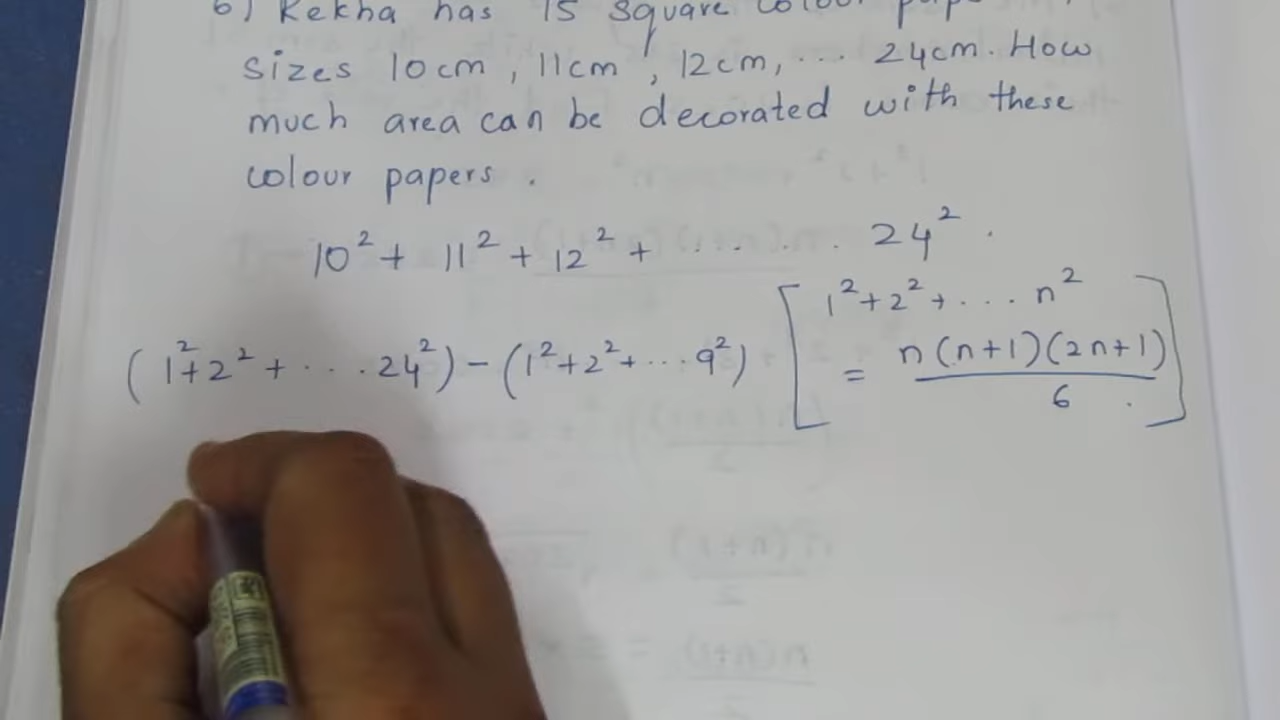 6) Rekha has 15 square colour
sizes 10cm, 11cm, 12cm, ... 24cm. How
much area can be decorated with these
colour papers.
10² + 11² + 12² + ..... 24².
(1²+2²+ ... 24²) - (1²+2²+ ... 9²)
[1²+2²+ ... n²
= n(n+1)(2n+1)/6]